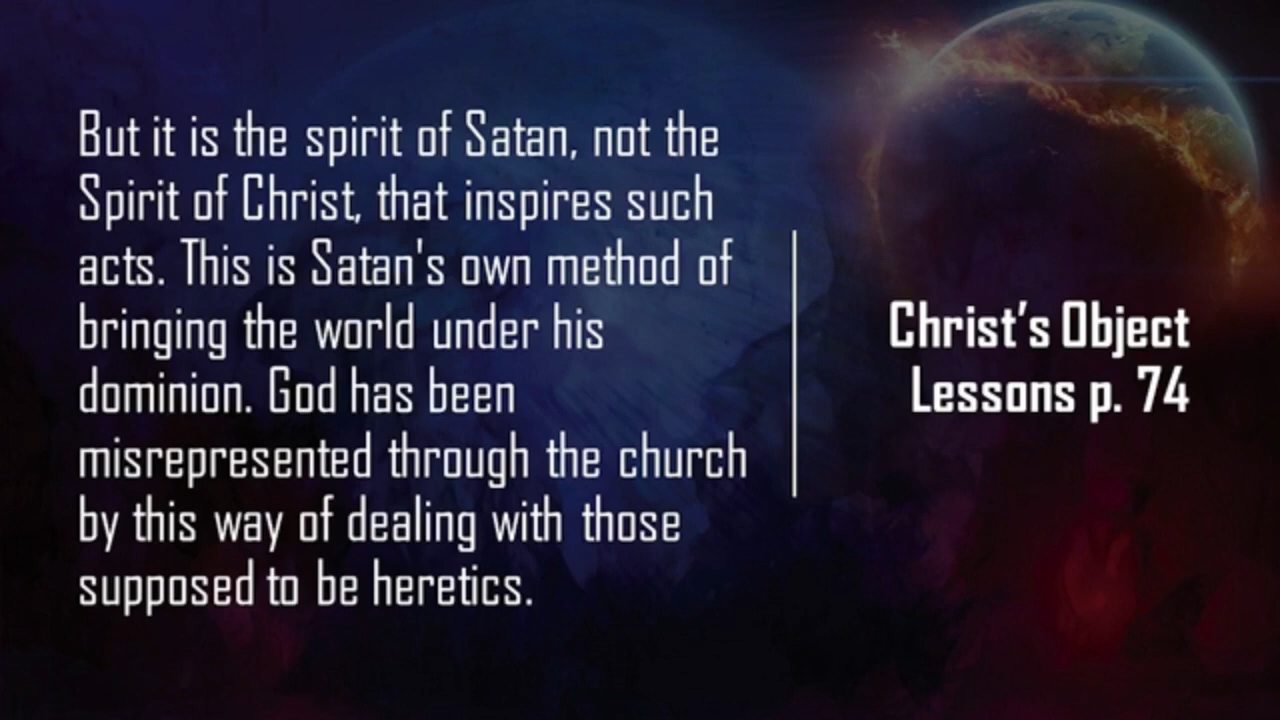 But it is the spirit of Satan, not the
Spirit of Christ, that inspires such
acts. This is Satan's own method of
bringing the world under his
dominion. God has been
misrepresented through the church
by this way of dealing with those
supposed to be heretics.
Christ’s Object
Lessons p. 74